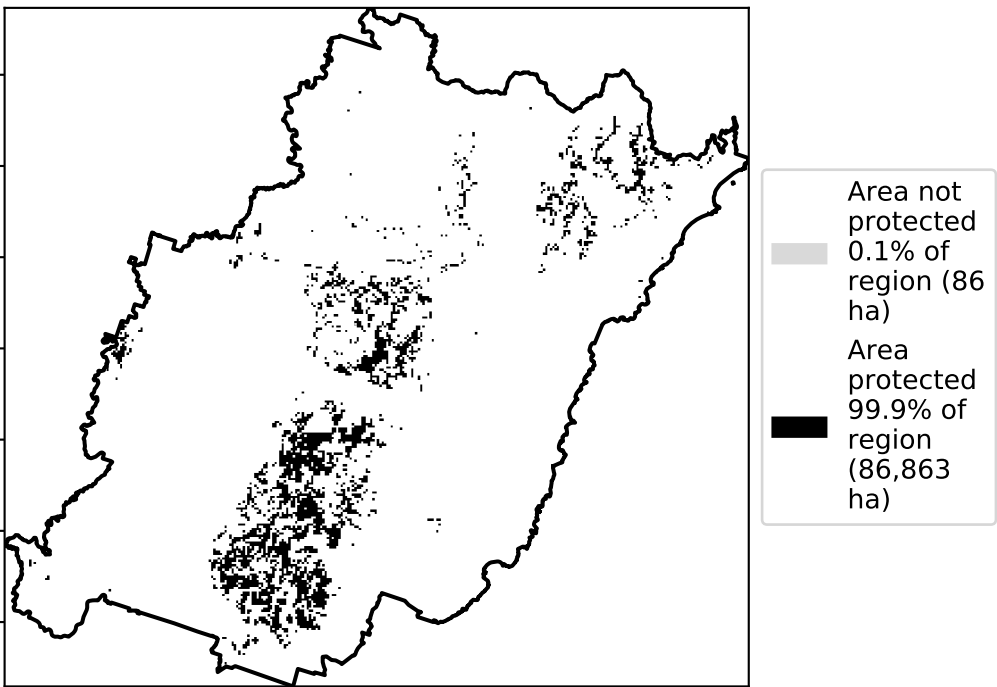 Area not
protected
0.1% of
region (86
ha)
Area
protected
99.9% of
region
(86,863
ha)